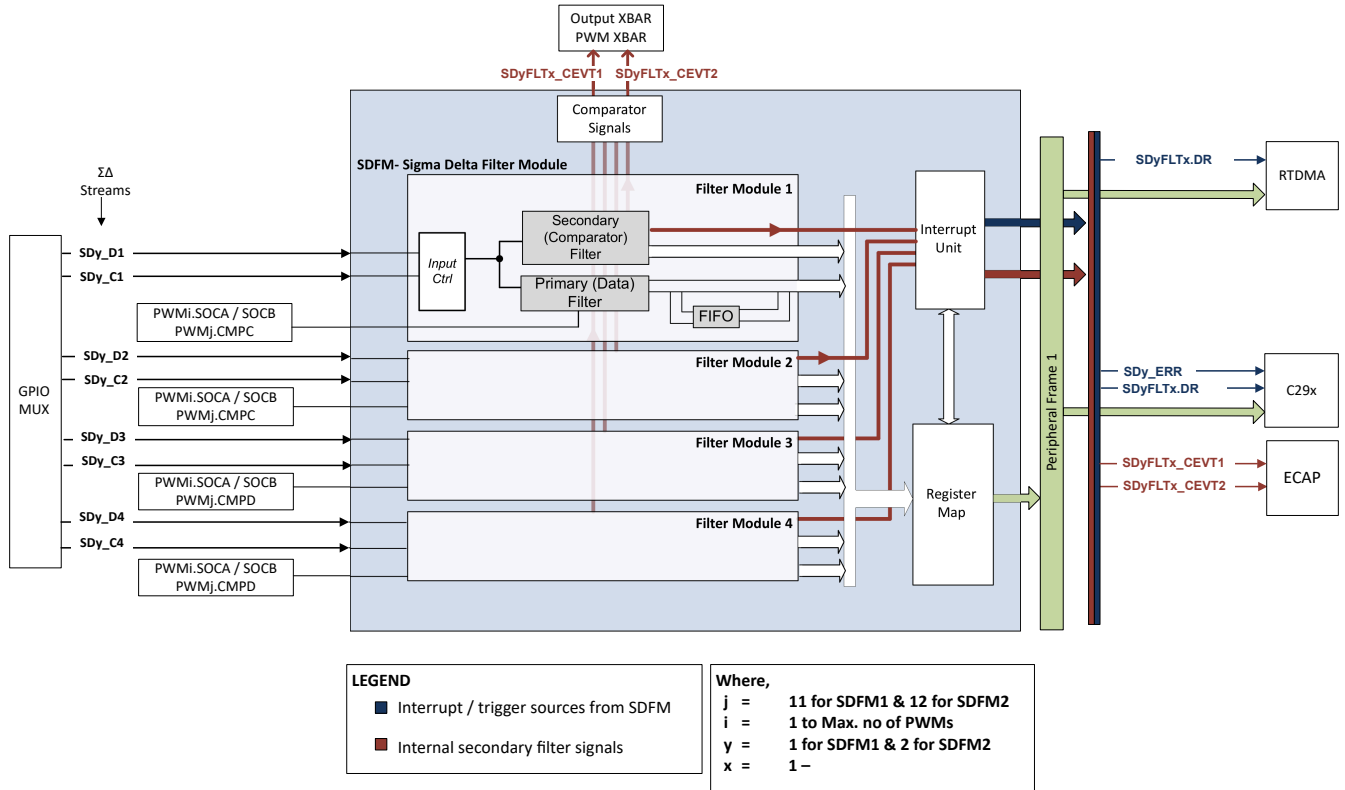 Output XBAR
PWM XBAR
SDyFLTx_CEVT1 SDyFLTx_CEVT2
Comparator
Signals
SDFM- Sigma Delta Filter Module
ΣΔ
Streams
GPIO
MUX
SDy_D1
SDy_C1
PWMi.SOCA / SOCB
PWMj.CMPC
SDy_D2
SDy_C2
PWMi.SOCA / SOCB
PWMj.CMPC
SDy_D3
SDy_C3
PWMi.SOCA / SOCB
PWMj.CMPD
SDy_D4
SDy_C4
PWMi.SOCA / SOCB
PWMj.CMPD
Filter Module 1
Input
Ctrl
Secondary
(Comparator)
Filter
Primary (Data)
Filter
FIFO
Filter Module 2
Filter Module 3
Filter Module 4
Interrupt
Unit
Register
Map
Peripheral Frame 1
SDyFLTx.DR
RTDMA
SDy_ERR
SDyFLTx.DR
C29x
SDyFLTx_CEVT1
SDyFLTx_CEVT2
ECAP
LEGEND
Interrupt / trigger sources from SDFM
Internal secondary filter signals
Where,
j = 11 for SDFM1 & 12 for SDFM2
i = 1 to Max. no of PWMs
y = 1 for SDFM1 & 2 for SDFM2
x = 1 –